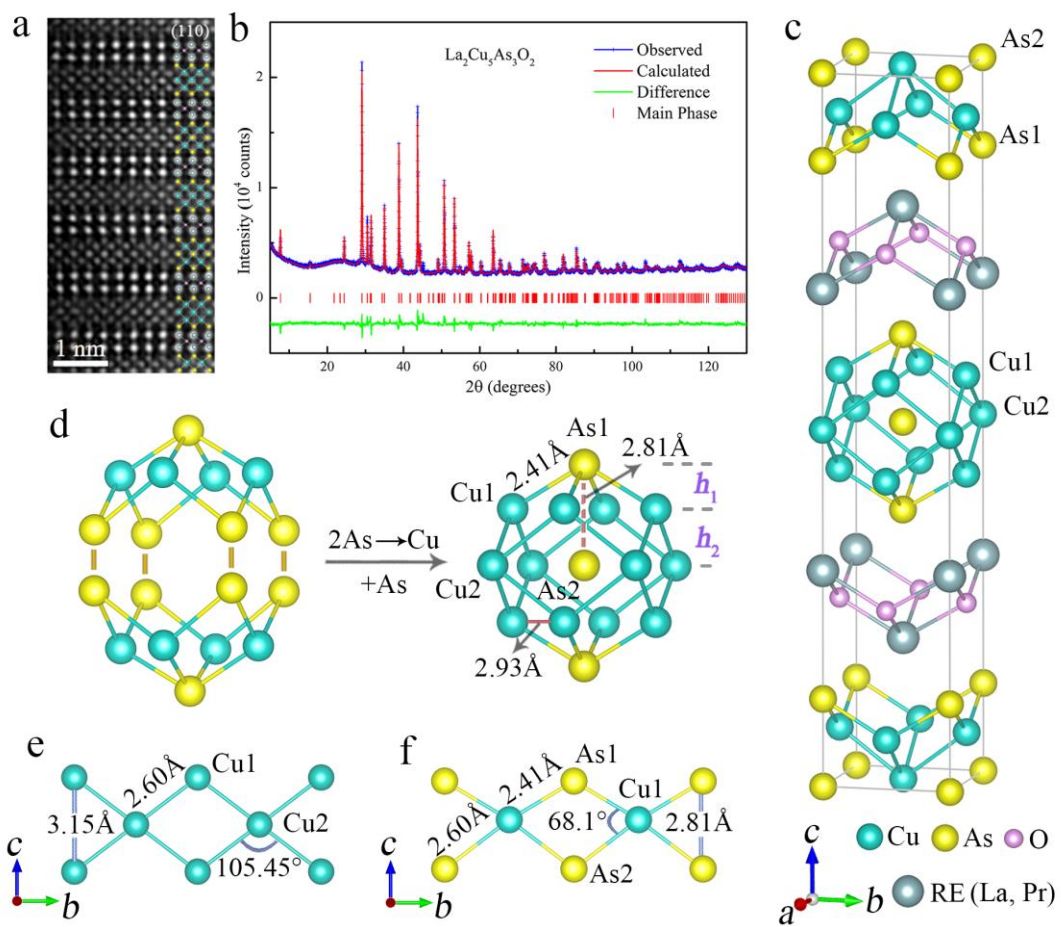 a
(110)
1 nm
b
La₂Cu₅As₃O₂
Observed
Calculated
Difference
Main Phase
Intensity (10⁴ counts)
2
1
0
20 40 60 80 100 120
2θ (degrees)
c
As2
As1
Cu1
Cu2
d
2As→Cu
+As
As1
2.81Å
2.41Å
Cu1
h₁
h₂
Cu2
As2
2.93Å
e
Cu1
2.60Å
3.15Å
Cu2
105.45°
c
b
f
As1
2.41Å
Cu1
2.60Å
68.1°
2.81Å
As2
c
b
c
a
b
Cu As O
RE (La, Pr)